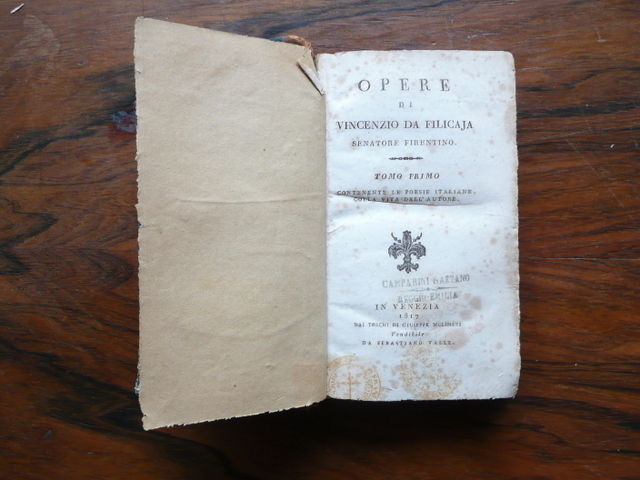 OPERE
DI
VINCENZIO DA FILICAJA
SENATORE FIRENTINO.
TOMO PRIMO
CONTENENTE LE POESIE ITALIANE,
COLLA VITA DELL'AUTORE.
CAMPARINI GAETANO
REGGIO EMILIA
IN VENEZIA
1817
DAI TORCHI DI GIUSEPPE MOLINARI
Vendibile
DA SEBASTIANO VALLE.